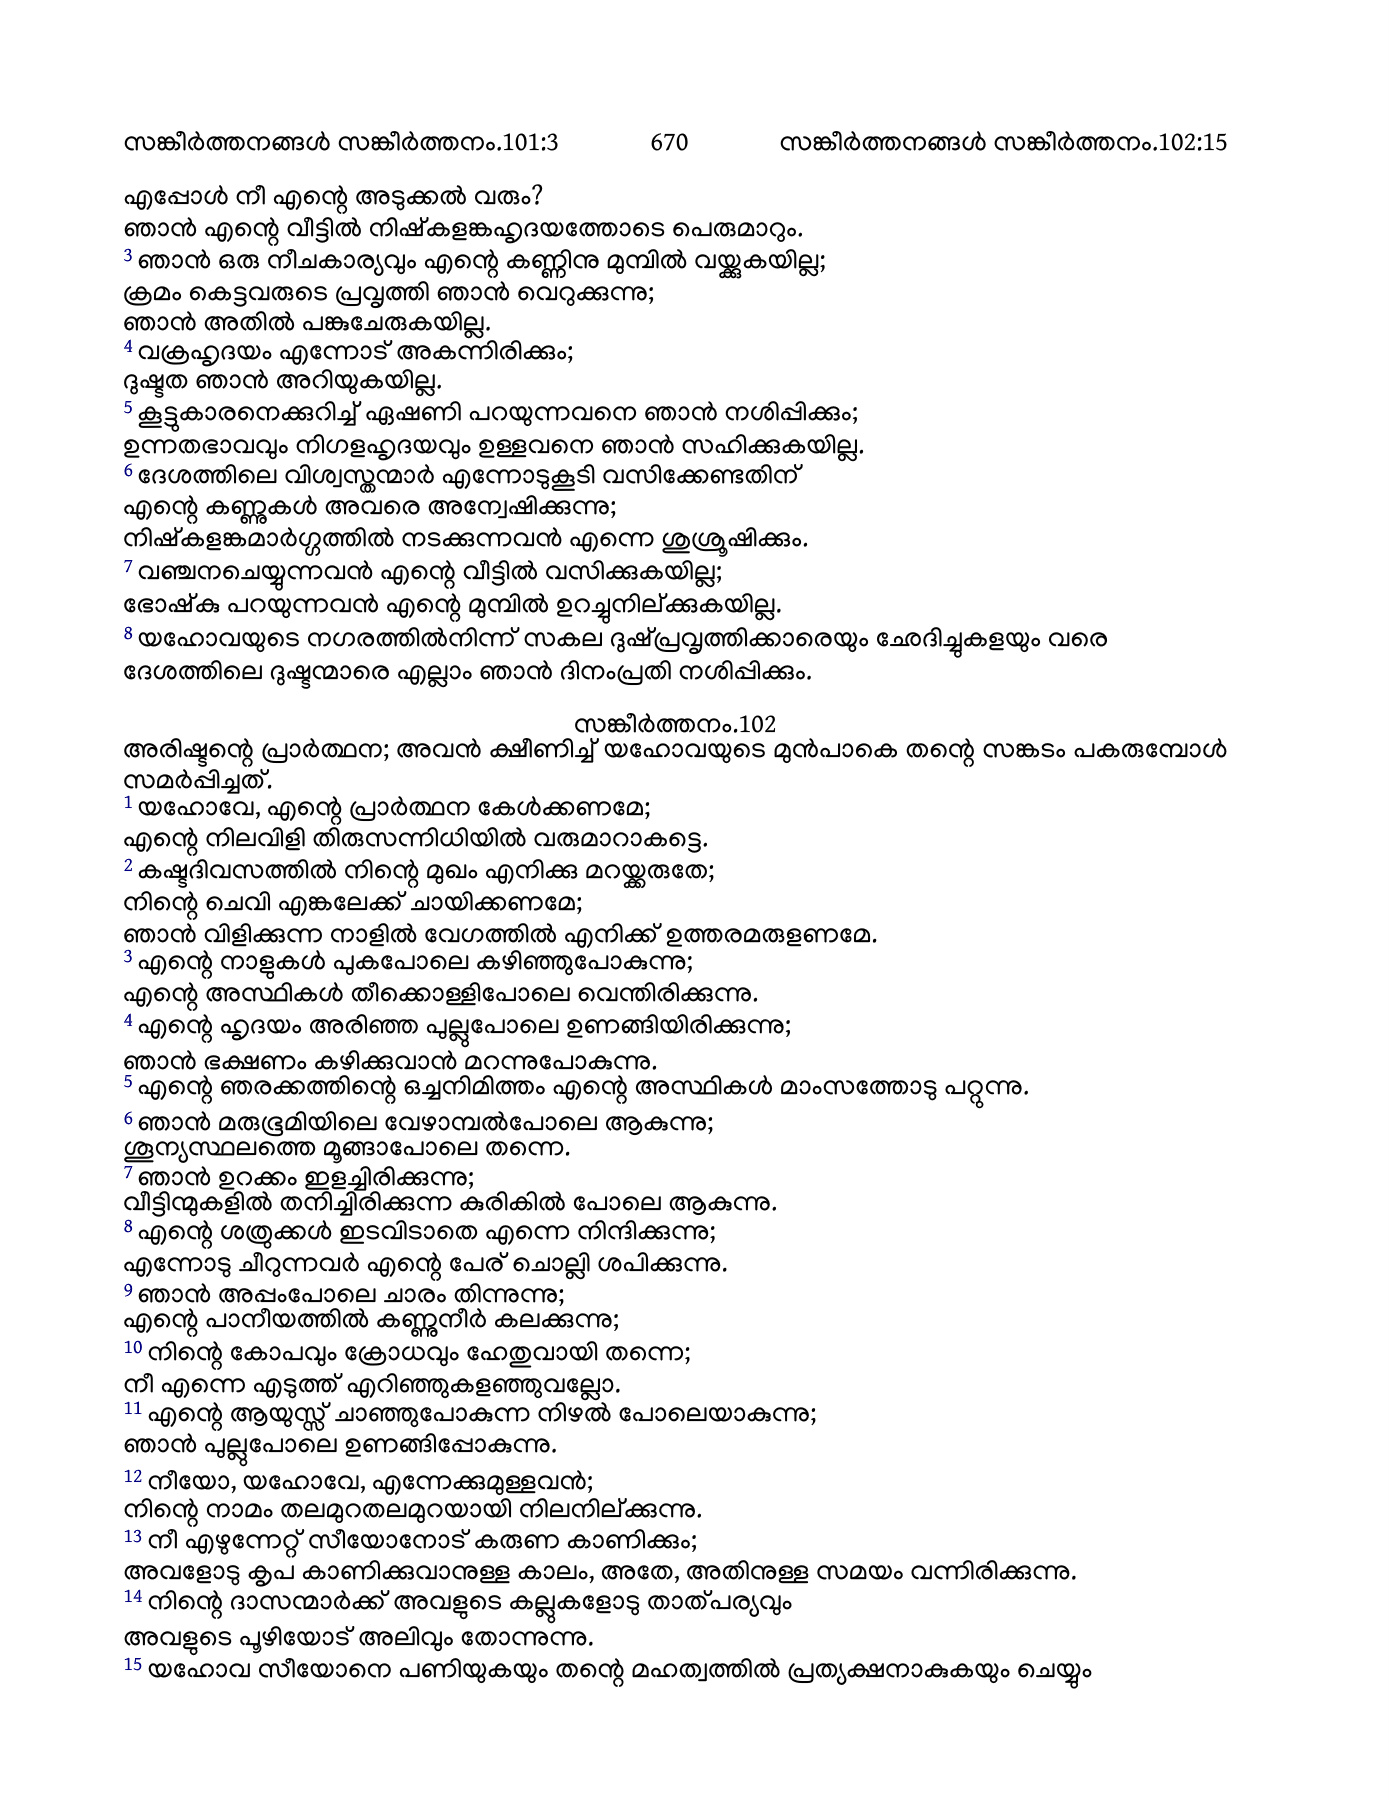 സങ്കീർത്തനങ്ങൾ സങ്കീർത്തനം.101:3 670 സങ്കീർത്തനങ്ങൾ സങ്കീർത്തനം.102:15
എപ്പോൾ നീ എന്റെ അടുക്കൽ വരും?
ഞാൻ എന്റെ വീട്ടിൽ നിഷ്കളങ്കഹൃദയത്തോടെ പെരുമാറും.
3 ഞാൻ ഒരു നീചകാര്യവും എന്റെ കണ്ണിനു മുമ്പിൽ വയ്ക്കുകയില്ല;
ക്രമം കെട്ടവരുടെ പ്രവൃത്തി ഞാൻ വെറുക്കുന്നു;
ഞാൻ അതിൽ പങ്കുചേരുകയില്ല.
4 വക്രഹൃദയം എന്നോട് അകന്നിരിക്കും;
ദുഷ്ടത ഞാൻ അറിയുകയില്ല.
5 കൂട്ടുകാരനെക്കുറിച്ച് ഏഷണി പറയുന്നവനെ ഞാൻ നശിപ്പിക്കും;
ഉന്നതഭാവവും നിഗളഹൃദയവും ഉള്ളവനെ ഞാൻ സഹിക്കുകയില്ല.
6 ദേശത്തിലെ വിശ്വസ്തന്മാർ എന്നോടുകൂടി വസിക്കേണ്ടതിന്
എന്റെ കണ്ണുകൾ അവരെ അന്വേഷിക്കുന്നു;
നിഷ്കളങ്കമാർഗ്ഗത്തിൽ നടക്കുന്നവൻ എന്നെ ശുശ്രൂഷിക്കും.
7 വഞ്ചനചെയ്യുന്നവൻ എന്റെ വീട്ടിൽ വസിക്കുകയില്ല;
ഭോഷ്കു പറയുന്നവൻ എന്റെ മുമ്പിൽ ഉറച്ചുനില്ക്കുകയില്ല.
8 യഹോവയുടെ നഗരത്തിൽനിന്ന് സകല ദുഷ്പ്രവൃത്തിക്കാരെയും ഛേദിച്ചുകളയും വരെ
ദേശത്തിലെ ദുഷ്ടന്മാരെ എല്ലാം ഞാൻ ദിനംപ്രതി നശിപ്പിക്കും.
സങ്കീർത്തനം.102
അരിഷ്ടന്റെ പ്രാർത്ഥന; അവൻ ക്ഷീണിച്ച് യഹോവയുടെ മുൻപാകെ തന്റെ സങ്കടം പകരുമ്പോൾ
സമർപ്പിച്ചത്.
1 യഹോവേ, എന്റെ പ്രാർത്ഥന കേൾക്കണമേ;
എന്റെ നിലവിളി തിരുസന്നിധിയിൽ വരുമാറാകട്ടെ.
2 കഷ്ടദിവസത്തിൽ നിന്റെ മുഖം എനിക്കു മറയ്ക്കരുതേ;
നിന്റെ ചെവി എങ്കലേക്ക് ചായിക്കണമേ;
ഞാൻ വിളിക്കുന്ന നാളിൽ വേഗത്തിൽ എനിക്ക് ഉത്തരമരുളണമേ.
3 എന്റെ നാളുകൾ പുകപോലെ കഴിഞ്ഞുപോകുന്നു;
എന്റെ അസ്ഥികൾ തീക്കൊള്ളിപോലെ വെന്തിരിക്കുന്നു.
4 എന്റെ ഹൃദയം അരിഞ്ഞ പുല്ലുപോലെ ഉണങ്ങിയിരിക്കുന്നു;
ഞാൻ ഭക്ഷണം കഴിക്കുവാൻ മറന്നുപോകുന്നു.
5 എന്റെ ഞരക്കത്തിന്റെ ഒച്ചനിമിത്തം എന്റെ അസ്ഥികൾ മാംസത്തോടു പറ്റുന്നു.
6 ഞാൻ മരുഭൂമിയിലെ വേഴാമ്പൽപോലെ ആകുന്നു;
ശൂന്യസ്ഥലത്തെ മൂങ്ങാപോലെ തന്നെ.
7 ഞാൻ ഉറക്കം ഇളച്ചിരിക്കുന്നു;
വീട്ടിന്മുകളിൽ തനിച്ചിരിക്കുന്ന കുരികിൽ പോലെ ആകുന്നു.
8 എന്റെ ശത്രുക്കൾ ഇടവിടാതെ എന്നെ നിന്ദിക്കുന്നു;
എന്നോടു ചീറുന്നവർ എന്റെ പേര് ചൊല്ലി ശപിക്കുന്നു.
9 ഞാൻ അപ്പംപോലെ ചാരം തിന്നുന്നു;
എന്റെ പാനീയത്തിൽ കണ്ണുനീർ കലക്കുന്നു;
10 നിന്റെ കോപവും ക്രോധവും ഹേതുവായി തന്നെ;
നീ എന്നെ എടുത്ത് എറിഞ്ഞുകളഞ്ഞുവല്ലോ.
11 എന്റെ ആയുസ്സ് ചാഞ്ഞുപോകുന്ന നിഴൽ പോലെയാകുന്നു;
ഞാൻ പുല്ലുപോലെ ഉണങ്ങിപ്പോകുന്നു.
12 നീയോ, യഹോവേ, എന്നേക്കുമുള്ളവൻ;
നിന്റെ നാമം തലമുറതലമുറയായി നിലനില്ക്കുന്നു.
13 നീ എഴുന്നേറ്റ് സീയോനോട് കരുണ കാണിക്കും;
അവളോടു കൃപ കാണിക്കുവാനുള്ള കാലം, അതേ, അതിനുള്ള സമയം വന്നിരിക്കുന്നു.
14 നിന്റെ ദാസന്മാർക്ക് അവളുടെ കല്ലുകളോടു താത്പര്യവും
അവളുടെ പൂഴിയോട് അലിവും തോന്നുന്നു.
15 യഹോവ സീയോനെ പണിയുകയും തന്റെ മഹത്വത്തിൽ പ്രത്യക്ഷനാകുകയും ചെയ്യും